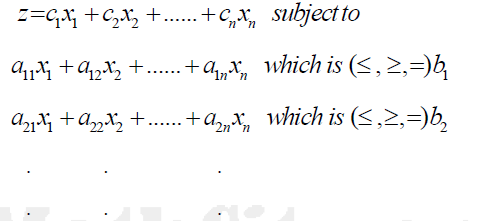 z=c₁x₁+c₂x₂+......+cₙxₙ subject to
a₁₁x₁+a₁₂x₂+......+a₁ₙxₙ which is (≤,≥,=)b₁
a₂₁x₁+a₂₂x₂+......+a₂ₙxₙ which is (≤,≥,=)b₂
. . .
. . .